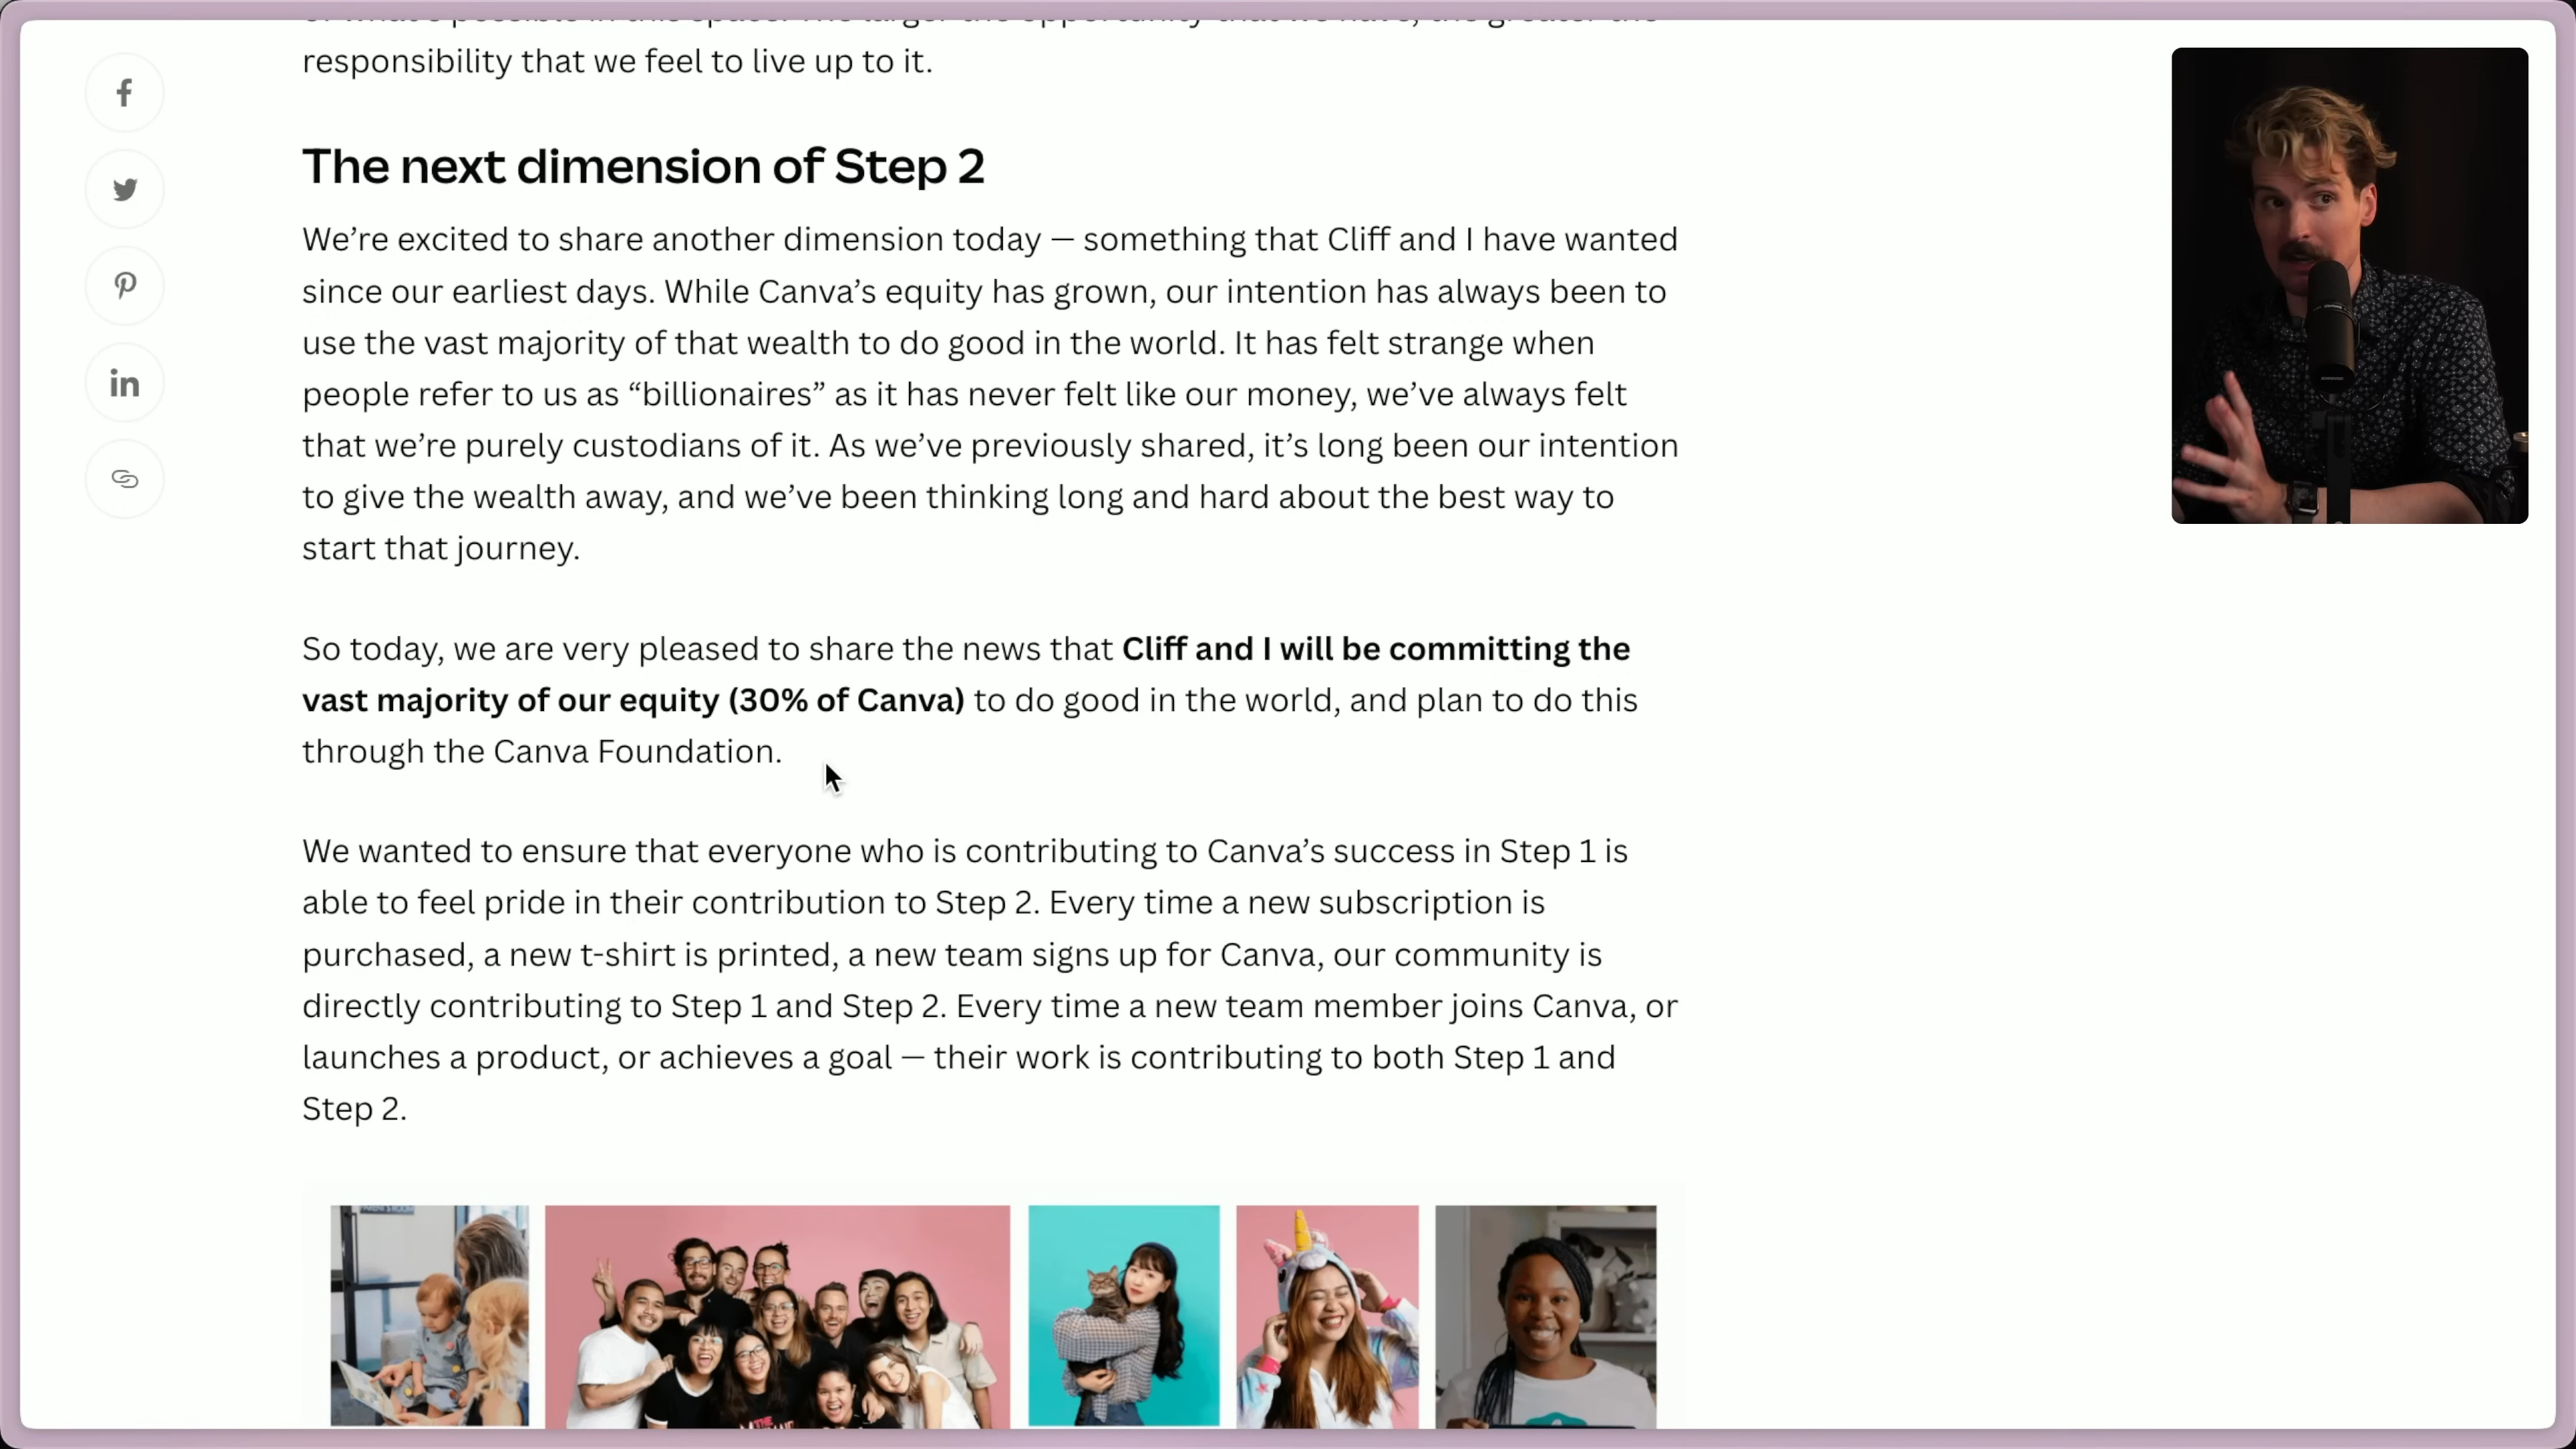 responsibility that we feel to live up to it.
The next dimension of Step 2
We're excited to share another dimension today — something that Cliff and I have wanted
since our earliest days. While Canva's equity has grown, our intention has always been to
use the vast majority of that wealth to do good in the world. It has felt strange when
people refer to us as “billionaires” as it has never felt like our money, we've always felt
that we're purely custodians of it. As we've previously shared, it's long been our intention
to give the wealth away, and we've been thinking long and hard about the best way to
start that journey.
So today, we are very pleased to share the news that Cliff and I will be committing the
vast majority of our equity (30% of Canva) to do good in the world, and plan to do this
through the Canva Foundation.
We wanted to ensure that everyone who is contributing to Canva's success in Step 1 is
able to feel pride in their contribution to Step 2. Every time a new subscription is
purchased, a new t-shirt is printed, a new team signs up for Canva, our community is
directly contributing to Step 1 and Step 2. Every time a new team member joins Canva, or
launches a product, or achieves a goal — their work is contributing to both Step 1 and
Step 2.